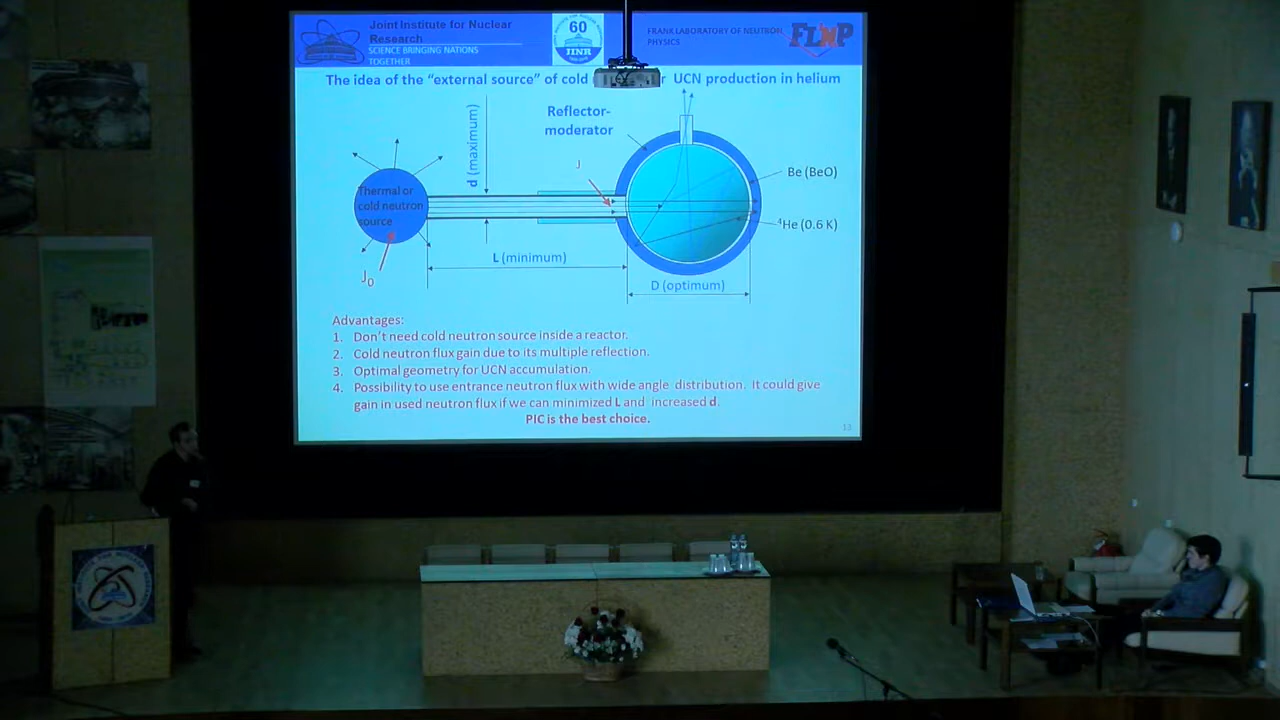 Joint Institute for Nuclear
Research
SCIENCE BRINGING NATIONS
TOGETHER
60
JINR
FRANK LABORATORY OF NEUTRON
PHYSICS
FLNP
The idea of the "external source" of cold UCN production in helium
Reflector-
moderator
d (maximum)
J
Be (BeO)
Thermal or
cold neutron
source
4He (0.6 K)
L (minimum)
J0
D (optimum)
Advantages:
1. Don't need cold neutron source inside a reactor.
2. Cold neutron flux gain due to its multiple reflection.
3. Optimal geometry for UCN accumulation.
4. Possibility to use entrance neutron flux with wide angle distribution. It could give
gain in used neutron flux if we can minimized L and increased d.
PIC is the best choice.
13